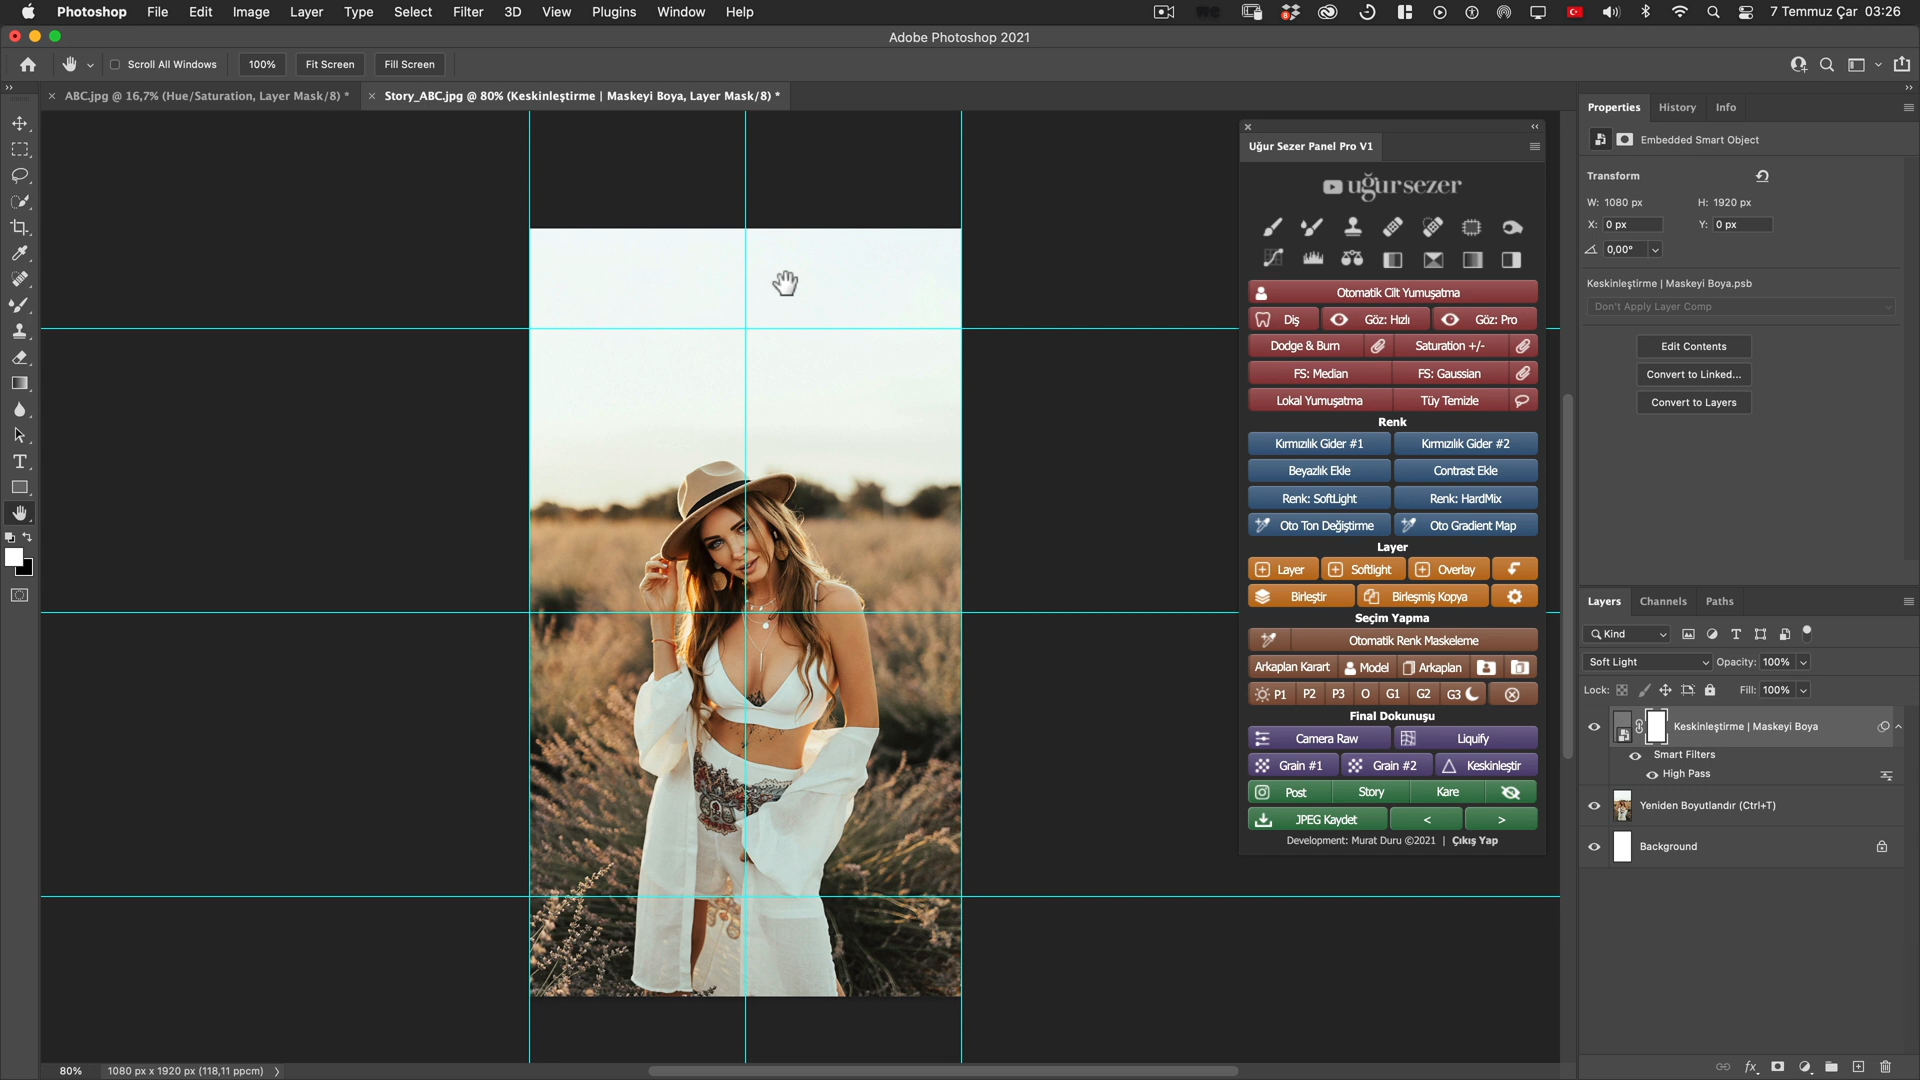 Photoshop File Edit Image Layer Type Select Filter 3D View Plugins Window Help 7 Temmuz Çar 03:26
Adobe Photoshop 2021
Scroll All Windows 100% Fit Screen Fill Screen
ABC.jpg @ 16,7% (Hue/Saturation, Layer Mask/8) * Story_ABC.jpg @ 80% (Keskinleştirme | Maskeyi Boya, Layer Mask/8) *
Uğur Sezer Panel Pro V1
uğursezer
Otomatik Cilt Yumuşatma
Diş Göz: Hızlı Göz: Pro
Dodge & Burn Saturation +/-
FS: Median FS: Gaussian
Lokal Yumuşatma Tüy Temizle
Renk
Kırmızılık Gider #1 Kırmızılık Gider #2
Beyazlık Ekle Contrast Ekle
Renk: SoftLight Renk: HardMix
Oto Ton Değiştirme Oto Gradient Map
Layer
Layer Softlight Overlay
Birleştir Birleşmiş Kopya
Seçim Yapma
Otomatik Renk Maskeleme
Arkaplan Karart Model Arkaplan
P1 P2 P3 O G1 G2 G3
Final Dokunuşu
Camera Raw Liquify
Grain #1 Grain #2 Keskinleştir
Post Story Kare
JPEG Kaydet < >
Development: Murat Duru ©2021 | Çıkış Yap
Properties History Info
Embedded Smart Object
Transform
W: 1080 px H: 1920 px
X: 0 px Y: 0 px
0,00°
Keskinleştirme | Maskeyi Boya.psb
Don't Apply Layer Comp
Edit Contents
Convert to Linked...
Convert to Layers
Layers Channels Paths
Kind
Soft Light Opacity: 100%
Lock: Fill: 100%
Keskinleştirme | Maskeyi Boya
Smart Filters
High Pass
Yeniden Boyutlandır (Ctrl+T)
Background
fx
80% 1080 px x 1920 px (118,11 ppcm)